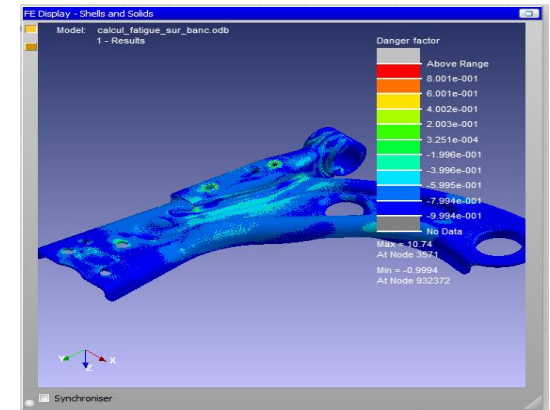 FE Display - Shells and Solids
Model: calcul_fatigue_sur_banc.odb
1 - Results
Danger factor
Above Range
8.001e-001
6.001e-001
4.002e-001
2.003e-001
3.251e-004
-1.996e-001
-3.996e-001
-5.995e-001
-7.994e-001
-9.994e-001
No Data
Max = 10.74
At Node 3571
Min = -0.9994
At Node 932372
Y
X
Z
Synchroniser